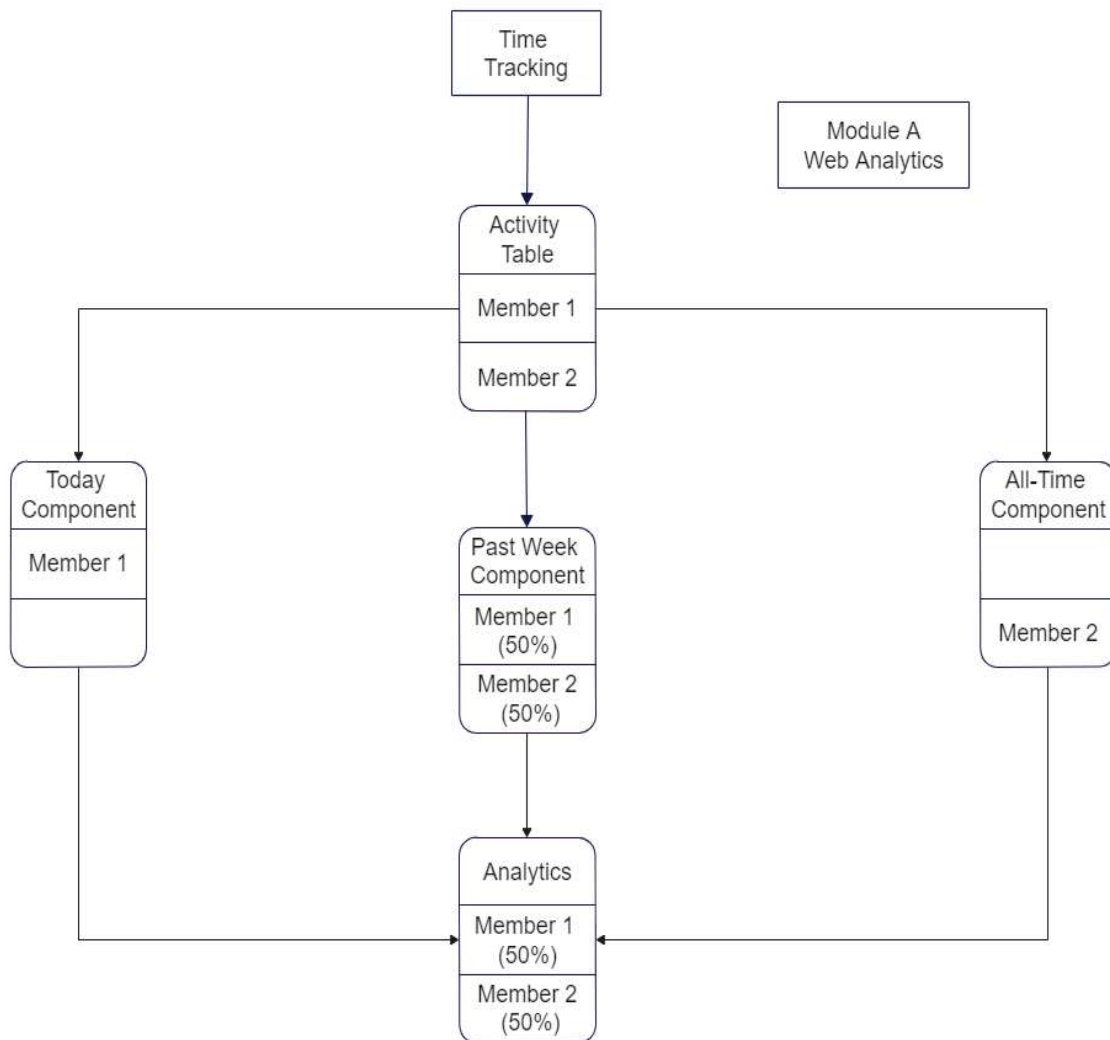 Time
Tracking
Module A
Web Analytics
Activity
Table
Member 1
Member 2
Today
Component
Member 1
Past Week
Component
Member 1
(50%)
Member 2
(50%)
All-Time
Component
Member 2
Analytics
Member 1
(50%)
Member 2
(50%)